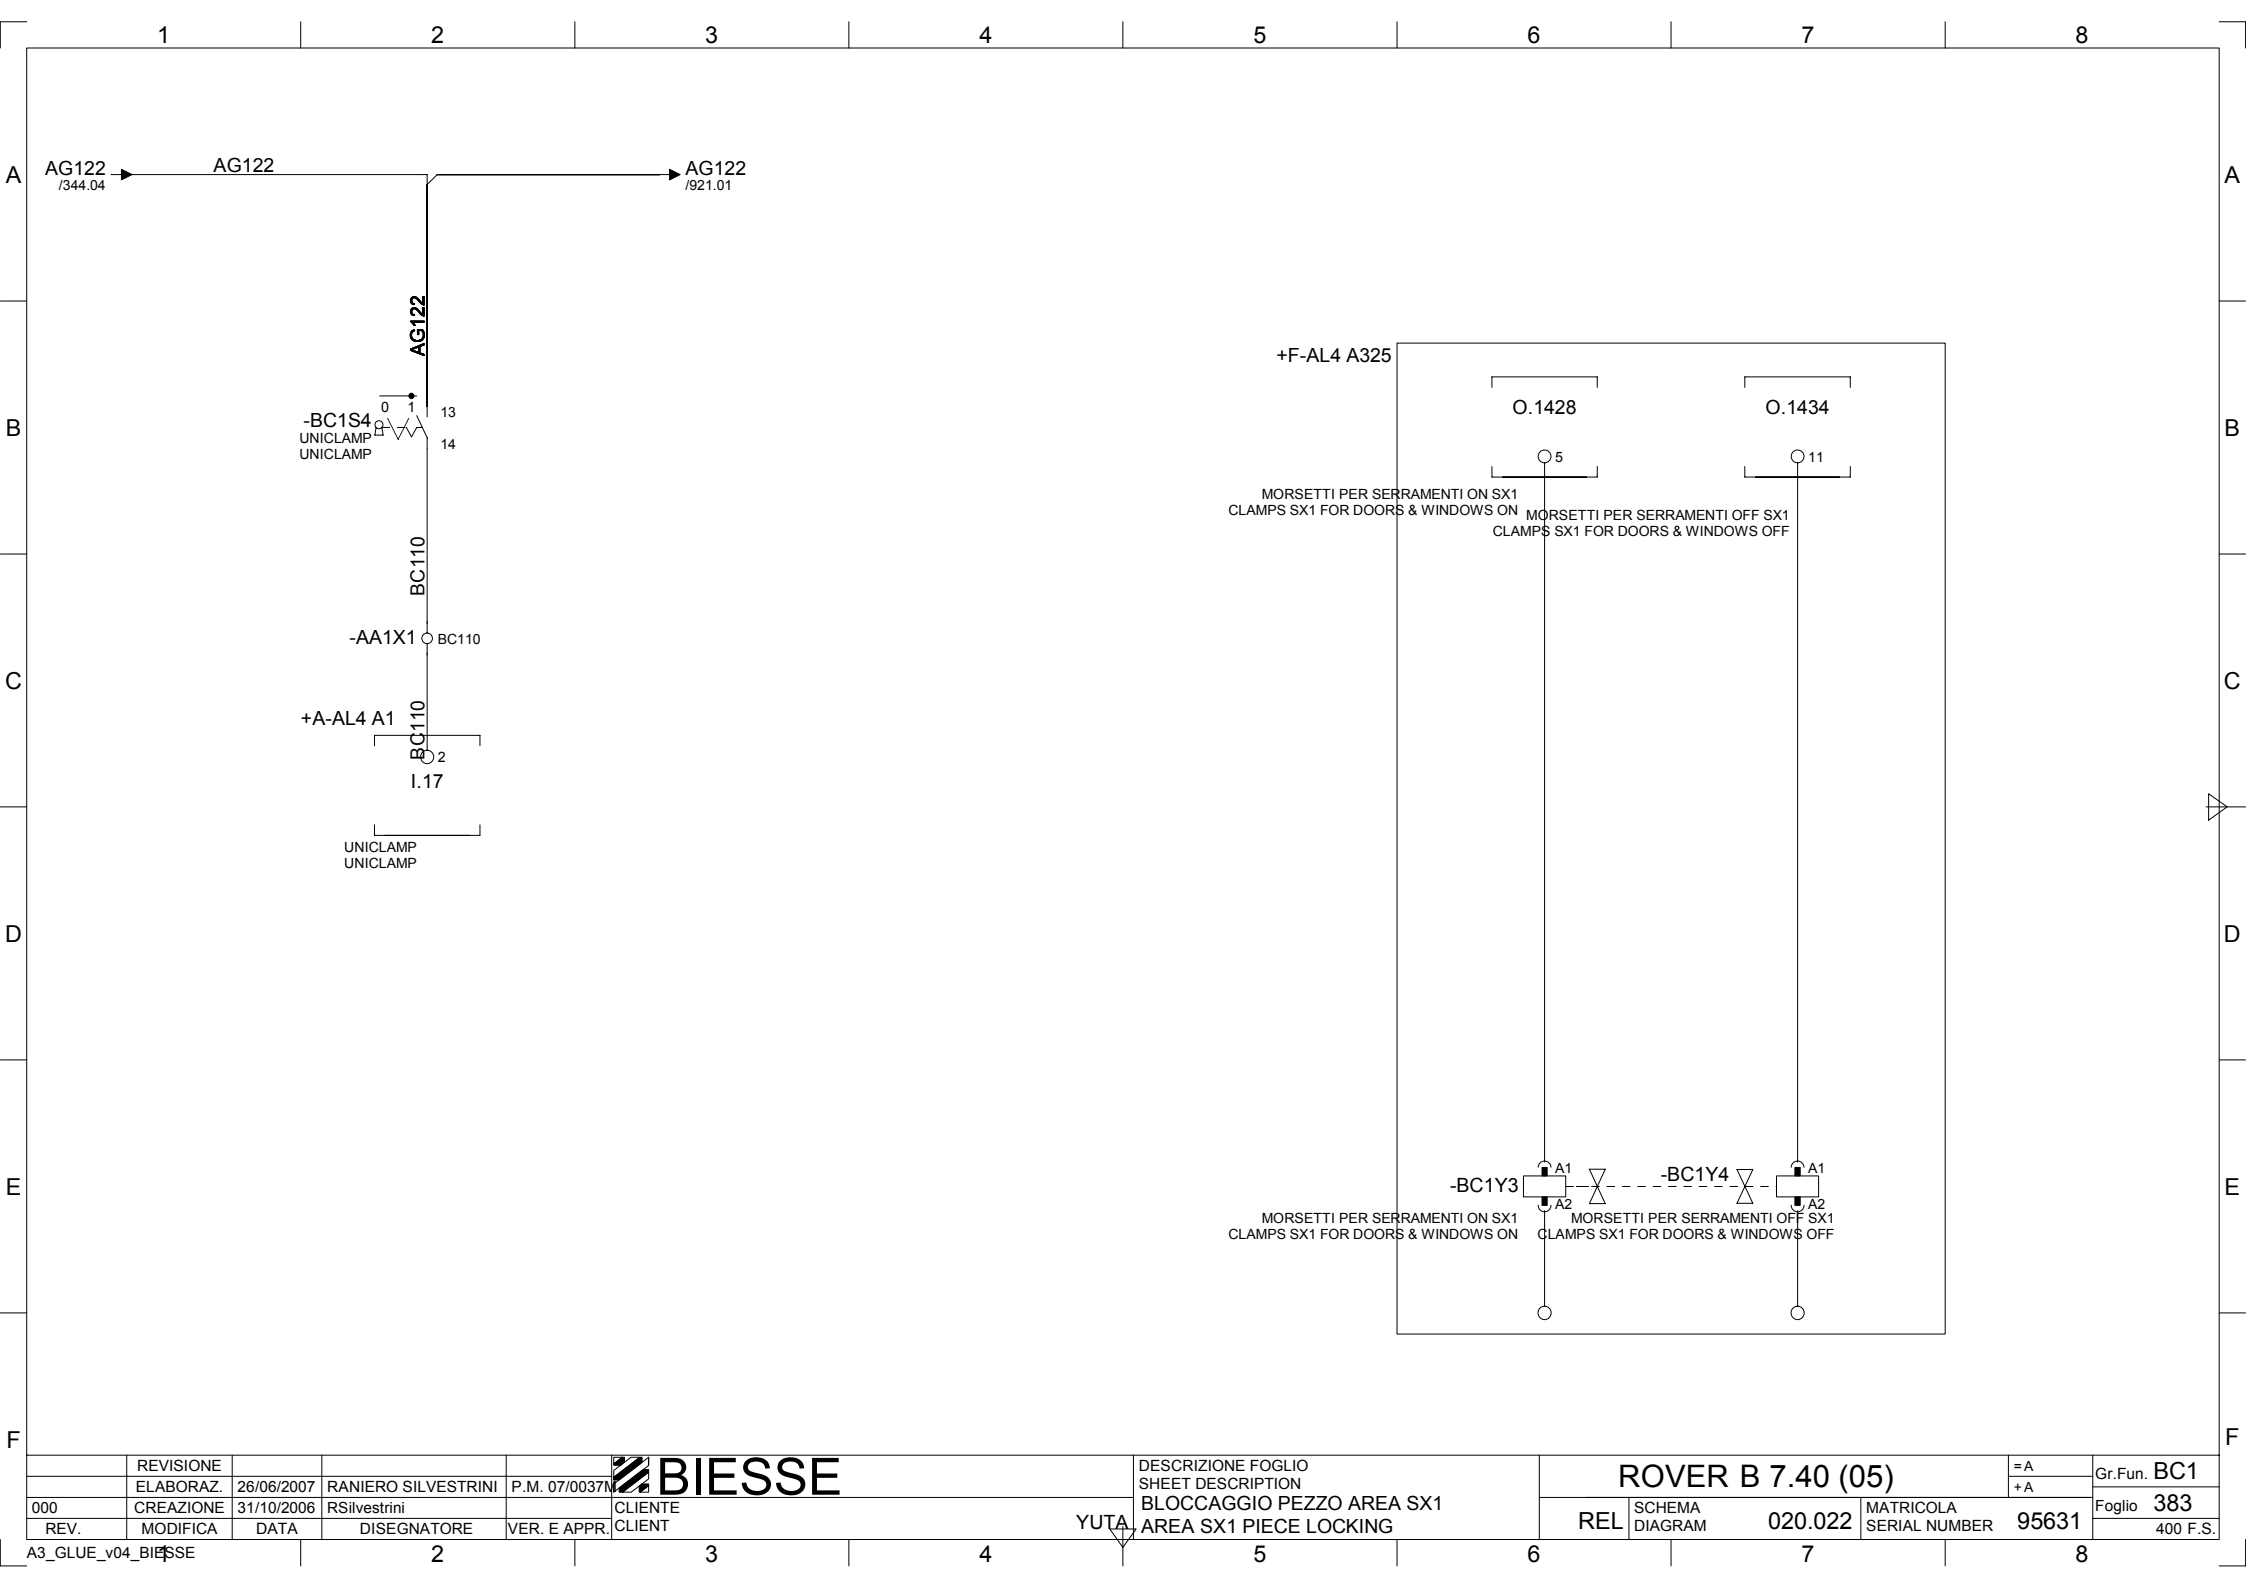 1 2 3 4 5 6 7 8
A
AG122
/344.04
AG122
AG122
/921.01
A
AG122
B
-BC1S4
UNICLAMP
UNICLAMP
0 1
13
14
BC110
-AA1X1
BC110
C
+A-AL4 A1
BC110
2
I.17
UNICLAMP
UNICLAMP
+F-AL4 A325
O.1428
O.1434
5
11
B
MORSETTI PER SERRAMENTI ON SX1
CLAMPS SX1 FOR DOORS & WINDOWS ON
MORSETTI PER SERRAMENTI OFF SX1
CLAMPS SX1 FOR DOORS & WINDOWS OFF
C
D
D
E
-BC1Y3
A1
A2
-BC1Y4
A1
A2
E
MORSETTI PER SERRAMENTI ON SX1
CLAMPS SX1 FOR DOORS & WINDOWS ON
MORSETTI PER SERRAMENTI OFF SX1
CLAMPS SX1 FOR DOORS & WINDOWS OFF
F
F
REVISIONE
ELABORAZ. 26/06/2007 RANIERO SILVESTRINI P.M. 07/0037M
000 CREAZIONE 31/10/2006 RSilvestrini
REV. MODIFICA DATA DISEGNATORE VER. E APPR.
BIESSE
CLIENTE
CLIENT
YUTA
DESCRIZIONE FOGLIO
SHEET DESCRIPTION
BLOCCAGGIO PEZZO AREA SX1
AREA SX1 PIECE LOCKING
ROVER B 7.40 (05)
REL
SCHEMA
DIAGRAM
020.022
MATRICOLA
SERIAL NUMBER
95631
=A
+A
Gr.Fun. BC1
Foglio 383
400 F.S.
A3_GLUE_v04_BIESSE
1 2 3 4 5 6 7 8